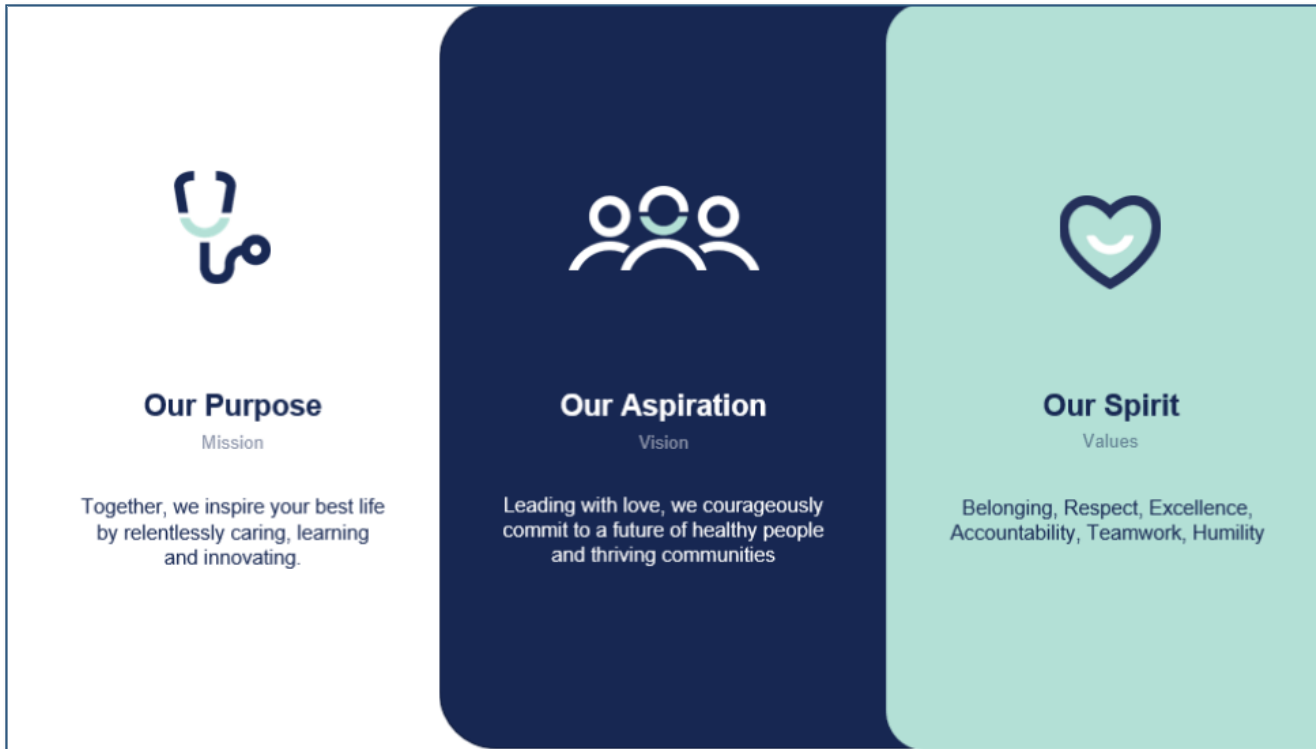 Our Purpose
Mission
Together, we inspire your best life
by relentlessly caring, learning
and innovating.
Our Aspiration
Vision
Leading with love, we courageously
commit to a future of healthy people
and thriving communities
Our Spirit
Values
Belonging, Respect, Excellence,
Accountability, Teamwork, Humility